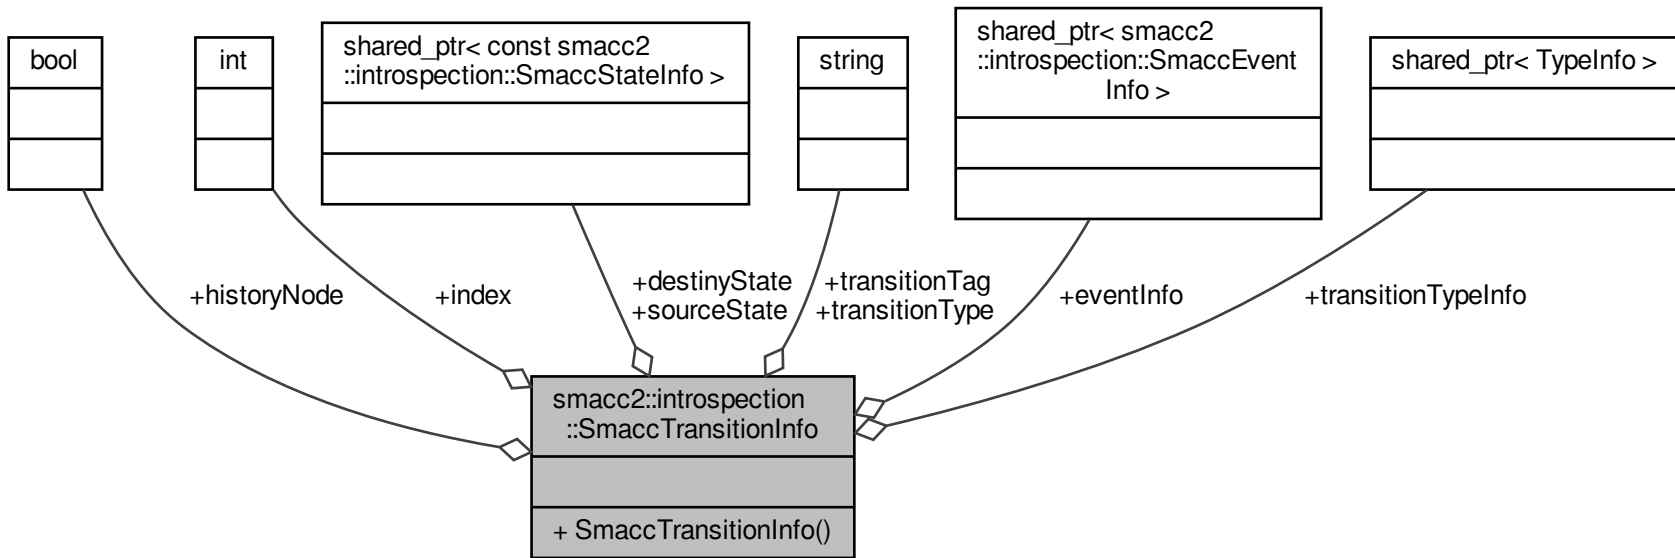 bool
int
shared_ptr< const smacc2
::introspection::SmaccStateInfo >
string
shared_ptr< smacc2
::introspection::SmaccEvent
Info >
shared_ptr< TypeInfo >
+historyNode
+index
+destinyState
+sourceState
+transitionTag
+transitionType
+eventInfo
+transitionTypeInfo
smacc2::introspection
::SmaccTransitionInfo
+ SmaccTransitionInfo()